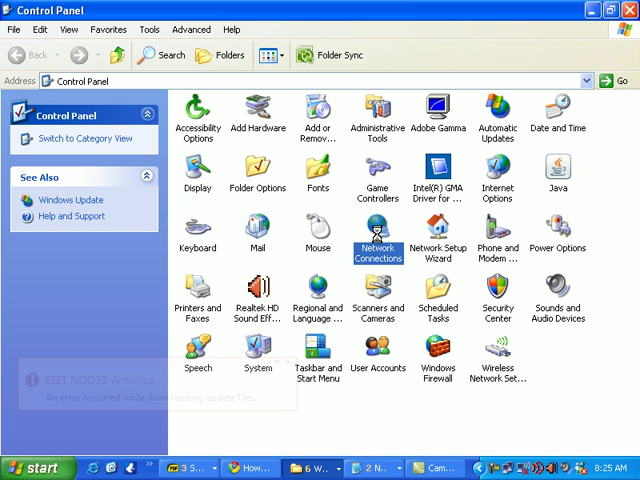 Control Panel
File Edit View Favorites Tools Advanced Help
Back Search Folders Folder Sync
Address Control Panel Go
Control Panel
Switch to Category View
See Also
Windows Update
Help and Support
Accessibility Options
Add Hardware
Add or Remov...
Administrative Tools
Adobe Gamma
Automatic Updates
Date and Time
Display
Folder Options
Fonts
Game Controllers
Intel(R) GMA Driver for ...
Internet Options
Java
Keyboard
Mail
Mouse
Network Connections
Network Setup Wizard
Phone and Modem ...
Power Options
Printers and Faxes
Realtek HD Sound Eff...
Regional and Language ...
Scanners and Cameras
Scheduled Tasks
Security Center
Sounds and Audio Devices
Speech
System
Taskbar and Start Menu
User Accounts
Windows Firewall
Wireless Network Set...
ESET NOD32 Antivirus
An error occurred while downloading update files.
start 3 S... How... 6 W... 2 N... Cam... 8:25 AM